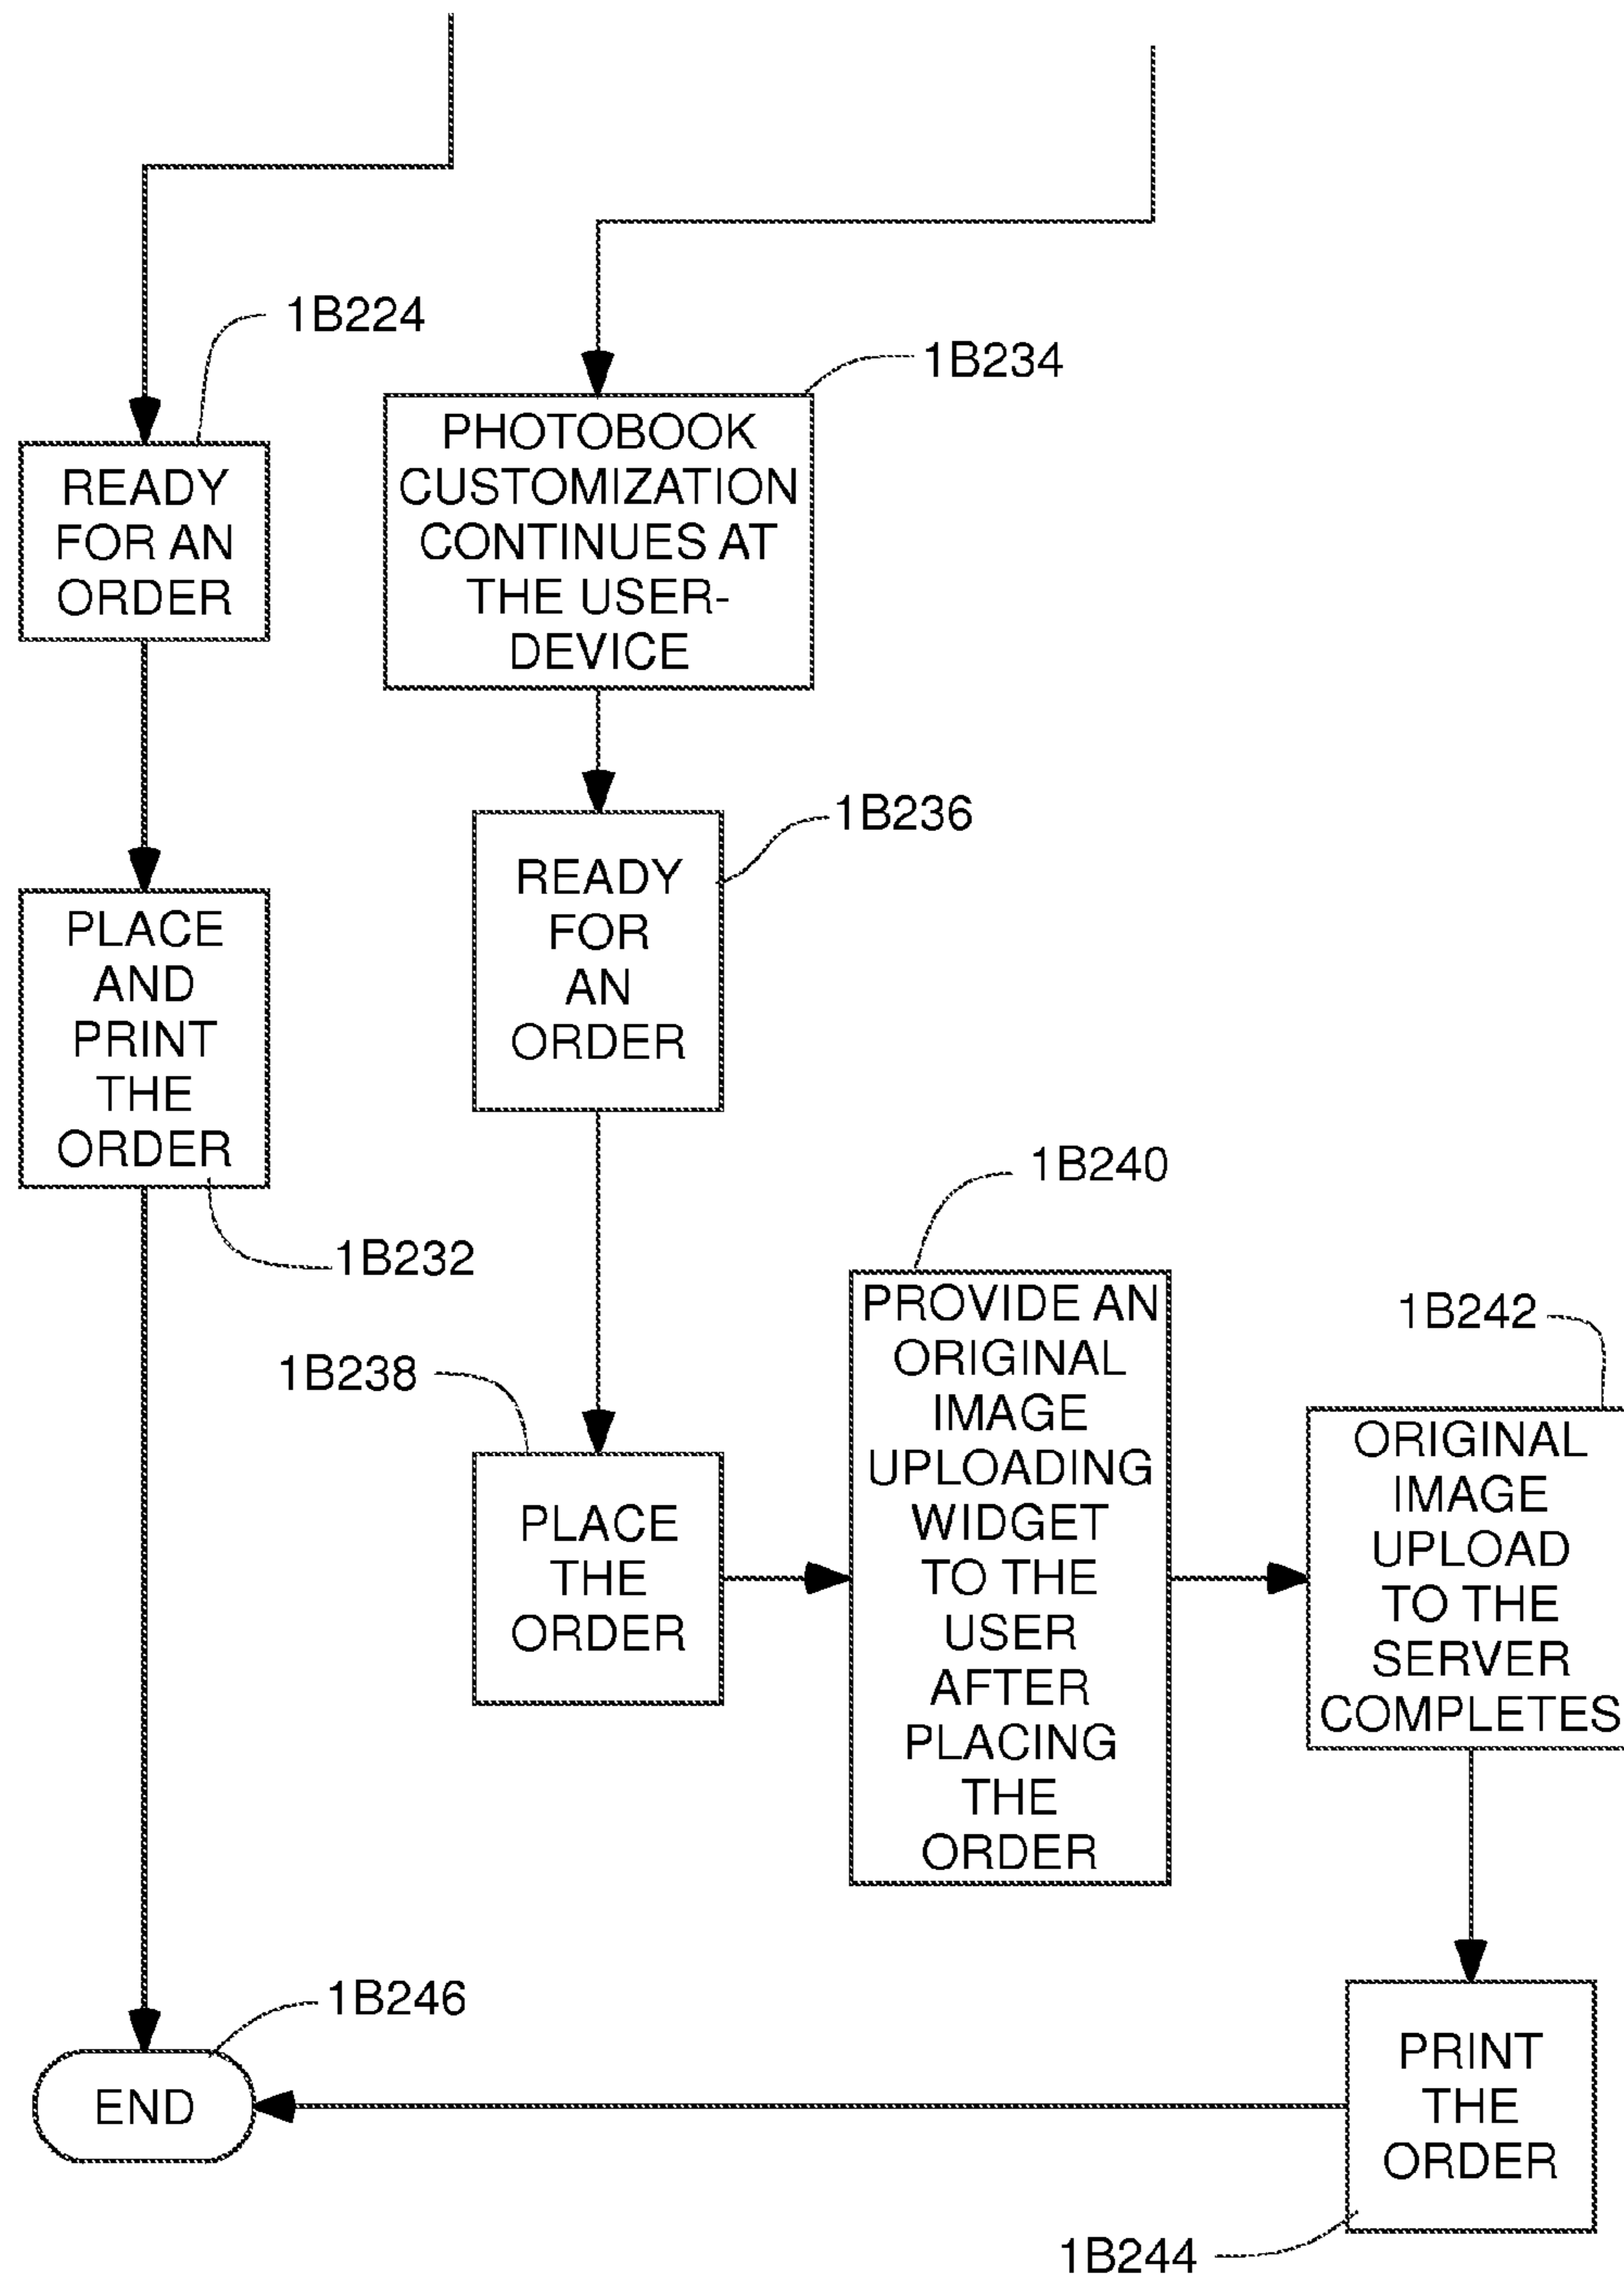 1B224
READY
FOR AN
ORDER
1B234
PHOTOBOOK
CUSTOMIZATION
CONTINUES AT
THE USER-
DEVICE
1B236
READY
FOR
AN
ORDER
PLACE
AND
PRINT
THE
ORDER
1B232
1B238
PLACE
THE
ORDER
1B240
PROVIDE AN
ORIGINAL
IMAGE
UPLOADING
WIDGET
TO THE
USER
AFTER
PLACING
THE
ORDER
1B242
ORIGINAL
IMAGE
UPLOAD
TO THE
SERVER
COMPLETES
1B246
END
PRINT
THE
ORDER
1B244